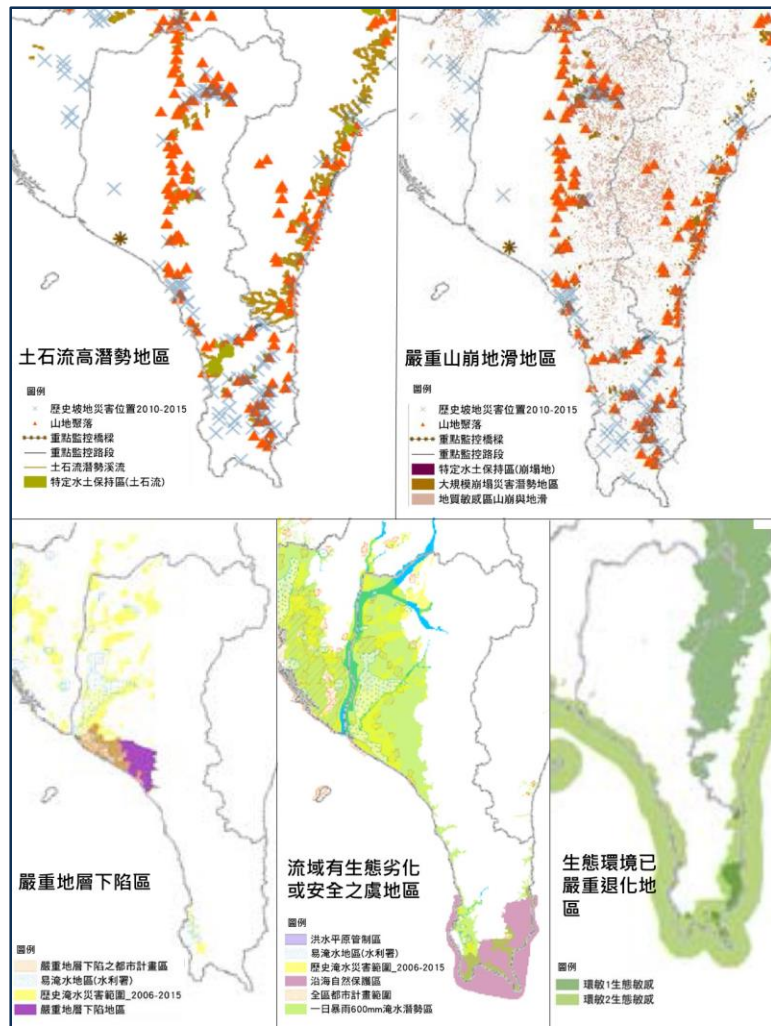 土石流高潛勢地區
圖例
歷史坡地災害位置2010-2015
山地聚落
重點監控橋樑
重點監控路段
土石流潛勢溪流
特定水土保持區(土石流)
嚴重山崩地滑地區
圖例
歷史坡地災害位置2010-2015
山地聚落
重點監控橋樑
重點監控路段
特定水土保持區(崩塌地)
大規模崩塌災害潛勢地區
地質敏感區山崩與地滑
嚴重地層下陷區
圖例
嚴重地層下陷之都市計畫區
易淹水地區(水利署)
歷史淹水災害範圍_2006-2015
嚴重地層下陷地區
流域有生態劣化
或安全之虞地區
圖例
洪水平原管制區
易淹水地區(水利署)
歷史淹水災害範圍_2006-2015
沿海自然保護區
全區都市計畫範圍
一日暴雨600mm淹水潛勢區
生態環境已
嚴重退化地
區
圖例
環敏1生態敏感
環敏2生態敏感